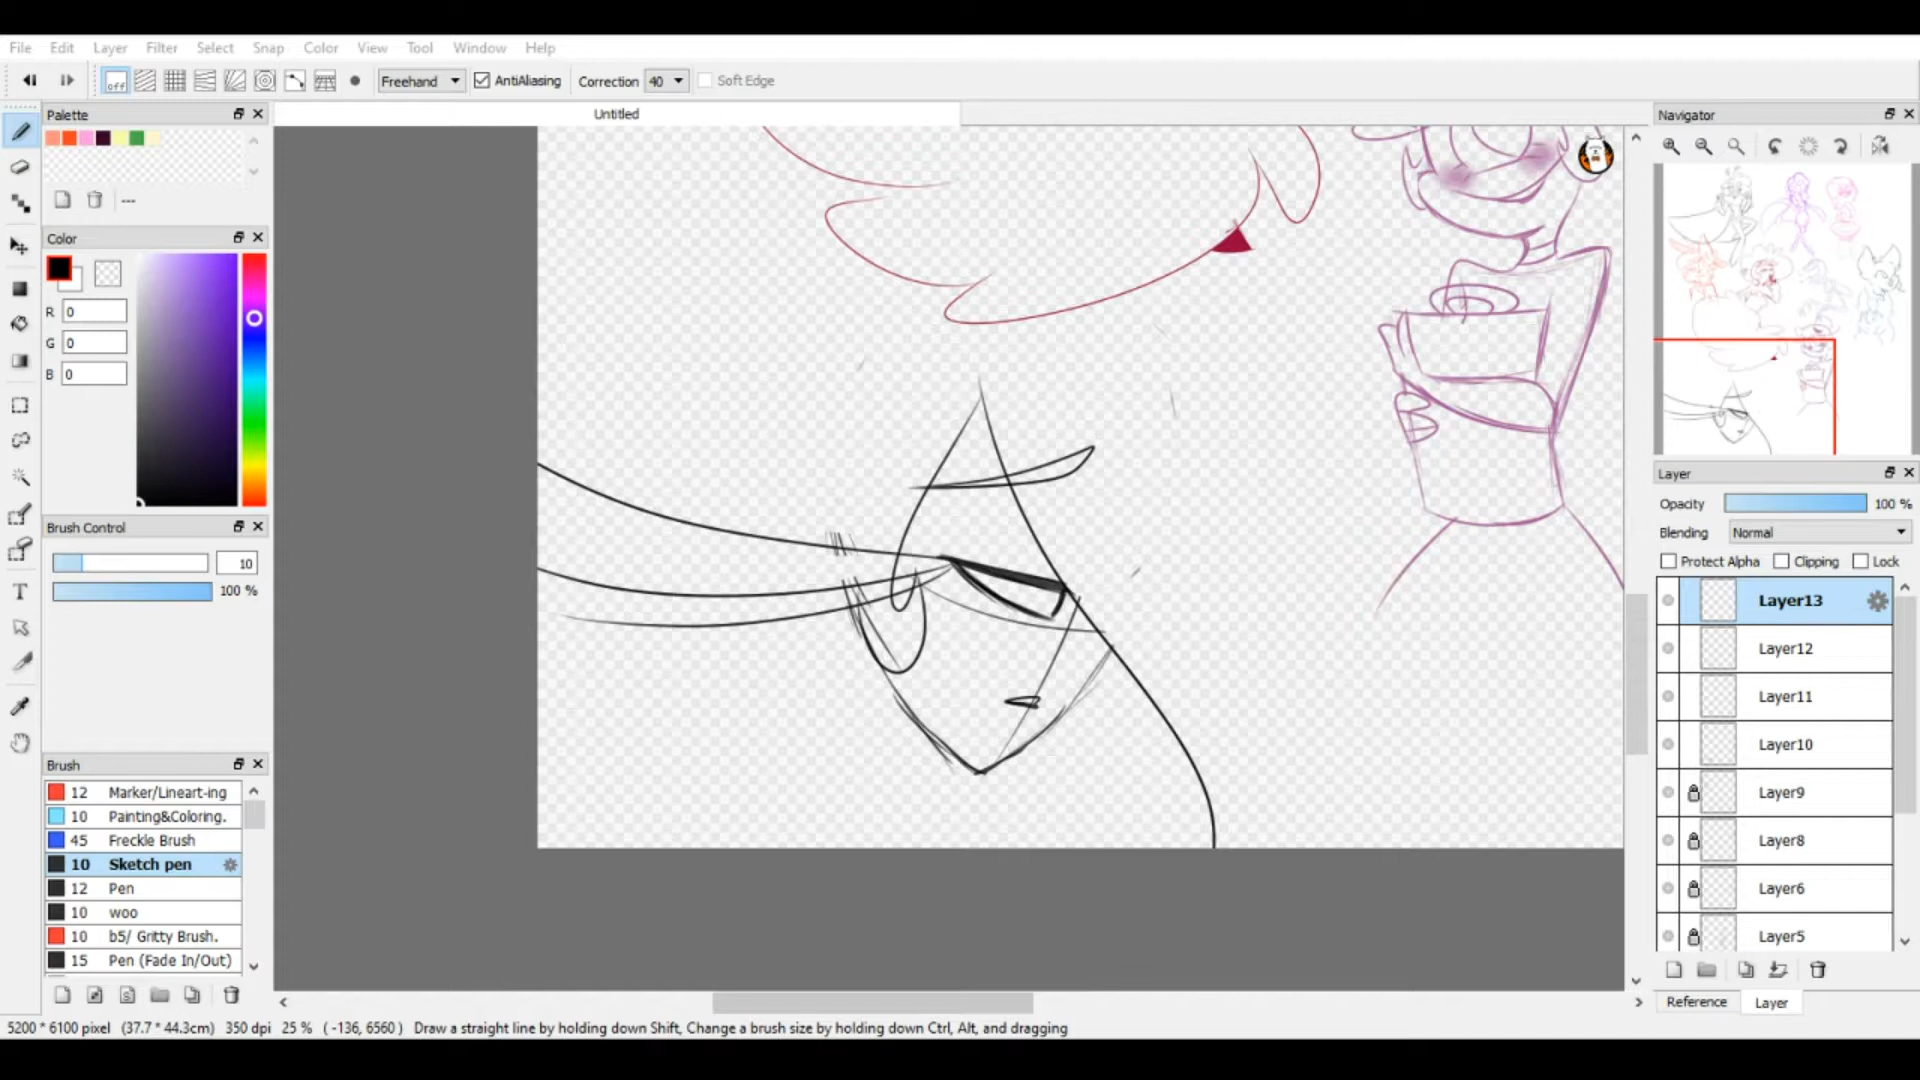 File Edit Layer Filter Select Snap Color View Tool Window Help
off Freehand AntiAliasing Correction 40 Soft Edge
Palette
Untitled
Navigator
---
Color
R 0
G 0
B 0
Brush Control
10
100 %
Brush
12 Marker/Lineart-ing
10 Painting&Coloring.
45 Freckle Brush
10 Sketch pen
12 Pen
10 woo
10 b5/ Gritty Brush.
15 Pen (Fade In/Out)
Layer
Opacity 100 %
Blending Normal
Protect Alpha Clipping Lock
Layer13
Layer12
Layer11
Layer10
Layer9
Layer8
Layer6
Layer5
Reference Layer
5200 * 6100 pixel (37.7 * 44.3cm) 350 dpi 25 % ( -136, 6560 ) Draw a straight line by holding down Shift, Change a brush size by holding down Ctrl, Alt, and dragging